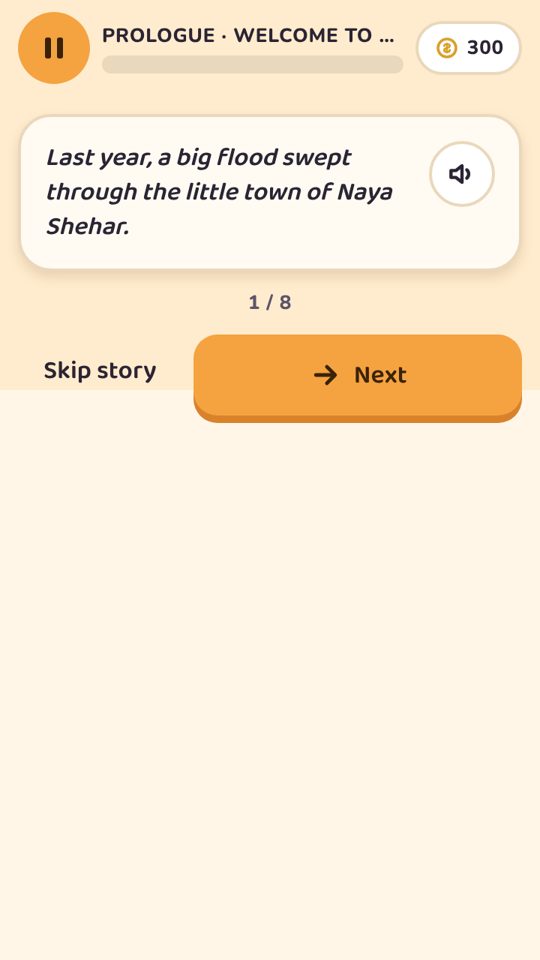 PROLOGUE · WELCOME TO ...
300
Last year, a big flood swept
through the little town of Naya
Shehar.
1 / 8
Skip story
Next